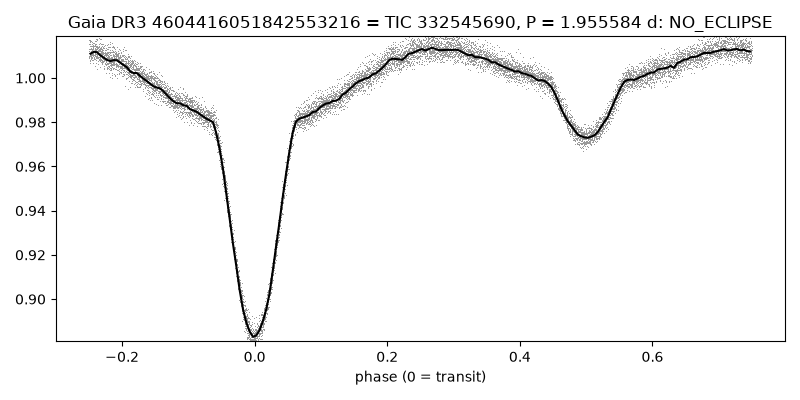 Gaia DR3 4604416051842553216 = TIC 332545690, P = 1.955584 d: NO_ECLIPSE
1.00
0.98
0.96
0.94
0.92
0.90
−0.2 0.0 0.2 0.4 0.6
phase (0 = transit)